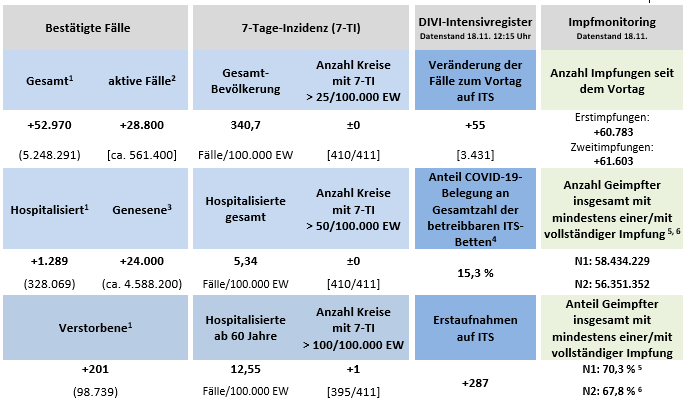 Bestätigte Fälle
7-Tage-Inzidenz (7-TI)
DIVI-Intensivregister
Datenstand 18.11. 12:15 Uhr
Impfmonitoring
Datenstand 18.11.
Gesamt¹
aktive Fälle²
Gesamt-
Bevölkerung
Anzahl Kreise
mit 7-TI
> 25/100.000 EW
Veränderung der
Fälle zum Vortag
auf ITS
Anzahl Impfungen seit
dem Vortag
+52.970
+28.800
340,7
±0
+55
Erstimpfungen:
+60.783
(5.248.291)
[ca. 561.400]
Fälle/100.000 EW
[410/411]
[3.431]
Zweitimpfungen:
+61.603
Hospitalisiert¹
Genesene³
Hospitalisierte
gesamt
Anzahl Kreise
mit 7-TI
> 50/100.000 EW
Anteil COVID-19-
Belegung an
Gesamtzahl der
betreibbaren ITS-
Betten⁴
Anzahl Geimpfter
insgesamt mit
mindestens einer/mit
vollständiger Impfung ⁵, ⁶
+1.289
+24.000
5,34
±0
15,3 %
N1: 58.434.229
(328.069)
(ca. 4.588.200)
Fälle/100.000 EW
[410/411]
N2: 56.351.352
Verstorbene¹
Hospitalisierte
ab 60 Jahre
Anzahl Kreise
mit 7-TI
> 100/100.000 EW
Erstaufnahmen
auf ITS
Anteil Geimpfter
insgesamt mit
mindestens einer/mit
vollständiger Impfung
+201
12,55
+1
+287
N1: 70,3 % ⁵
(98.739)
Fälle/100.000 EW
[395/411]
N2: 67,8 % ⁶